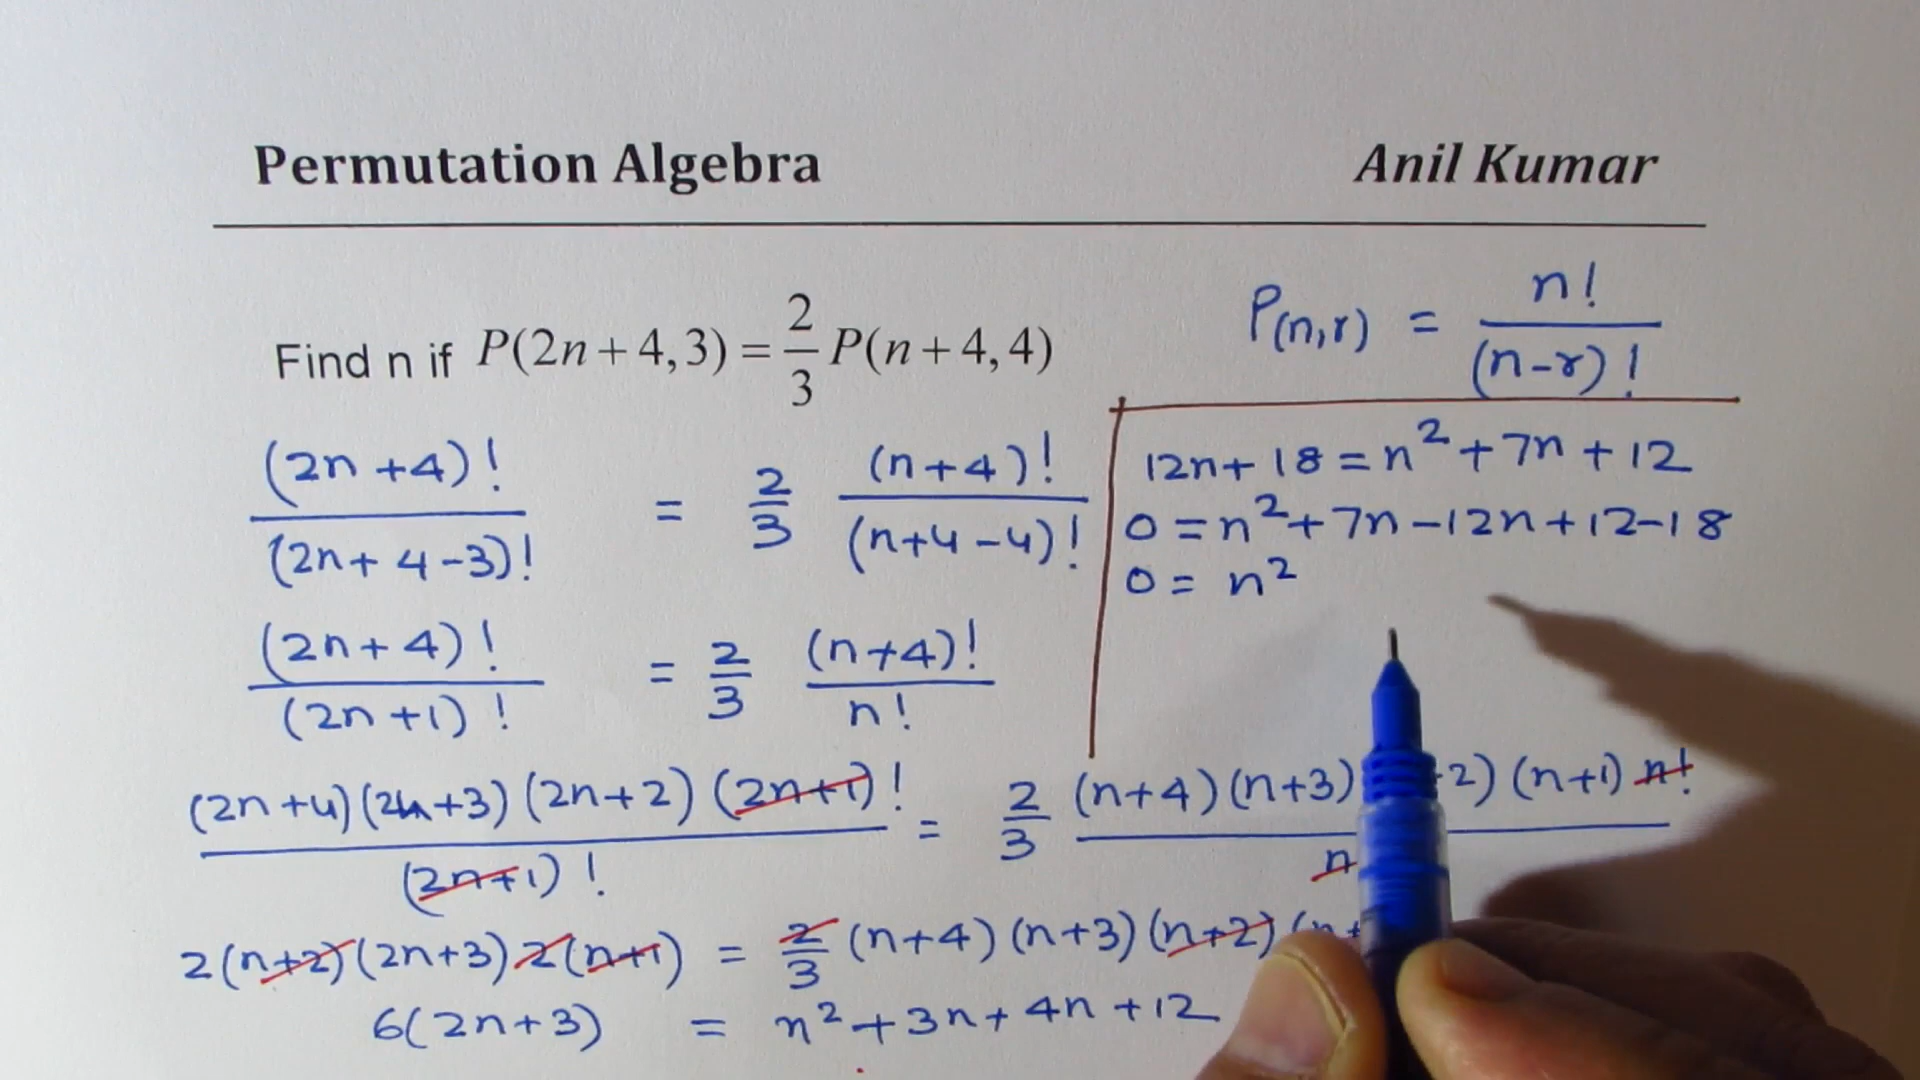 Permutation Algebra Anil Kumar
Find n if P(2n+4,3) = 2/3 P(n+4,4)
P(n,r) = n! / (n-r)!
(2n+4)! / (2n+4-3)! = 2/3 (n+4)! / (n+4-4)!
(2n+4)! / (2n+1)! = 2/3 (n+4)! / n!
12n+18 = n²+7n+12
0 = n²+7n-12n+12-18
0 = n²
(2n+4)(2n+3)(2n+2)(2n+1)! / (2n+1)! = 2/3 (n+4)(n+3) 2)(n+1) n! / n
2(n+2)(2n+3)2(n+1) = 2/3 (n+4)(n+3)(n+2)(n+
6(2n+3) = n²+3n+4n+12